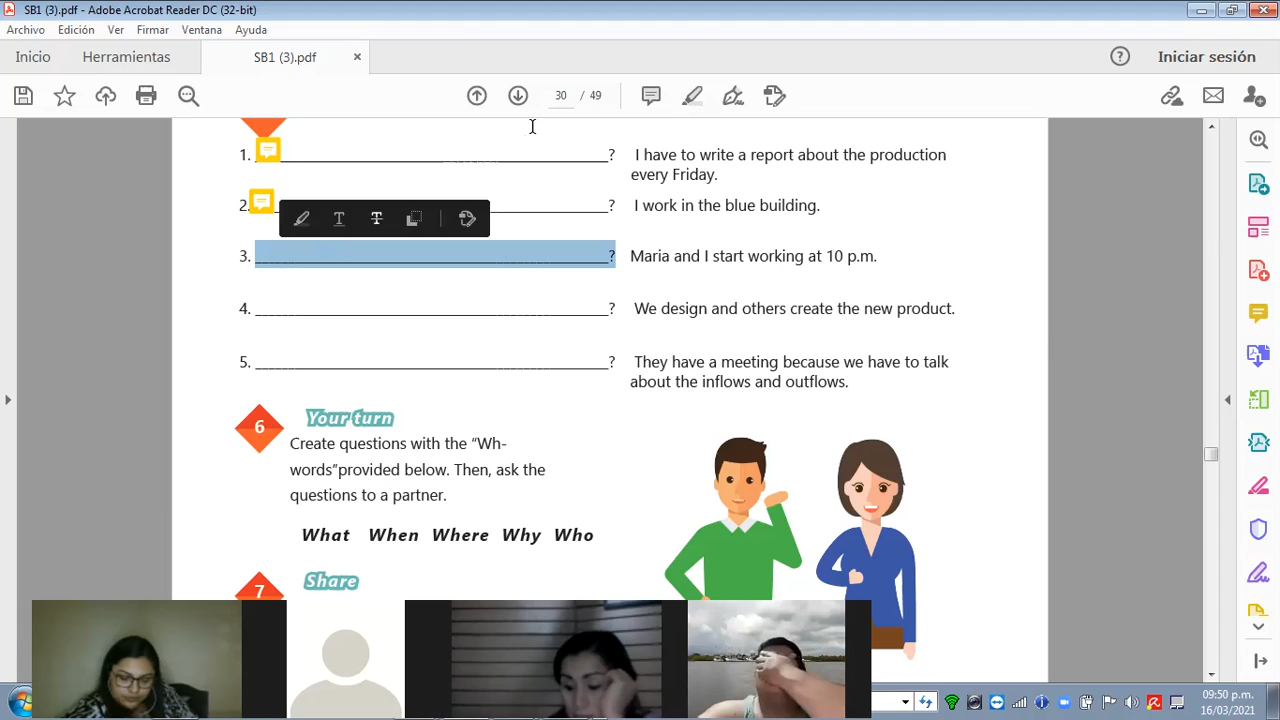 SB1 (3).pdf - Adobe Acrobat Reader DC (32-bit)
Archivo Edición Ver Firmar Ventana Ayuda
Inicio Herramientas SB1 (3).pdf × Iniciar sesión
30 / 49
1. ? I have to write a report about the production
every Friday.
2. ? I work in the blue building.
3. ? Maria and I start working at 10 p.m.
4. ? We design and others create the new product.
5. ? They have a meeting because we have to talk
about the inflows and outflows.
6 Your turn
Create questions with the “Wh-
words”provided below. Then, ask the
questions to a partner.
What When Where Why Who
7 Share
09:50 p.m.
16/03/2021